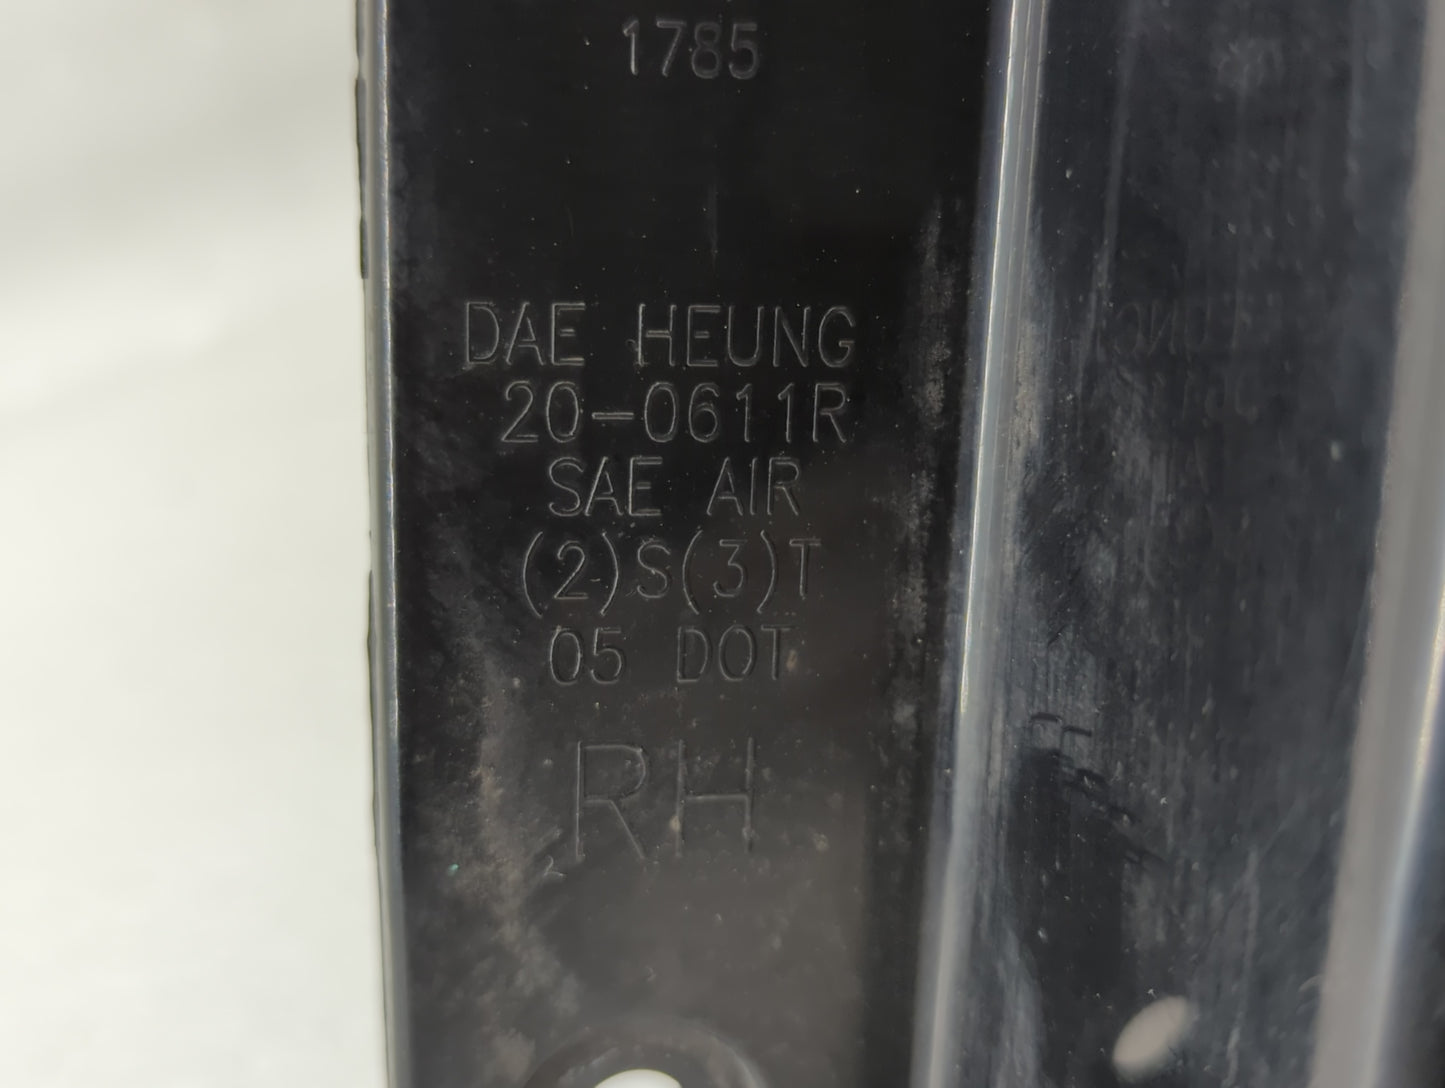 1785
DAE HEUNG
20-0611R
SAE AIR
(2)S(3)T
05 DOT
RH